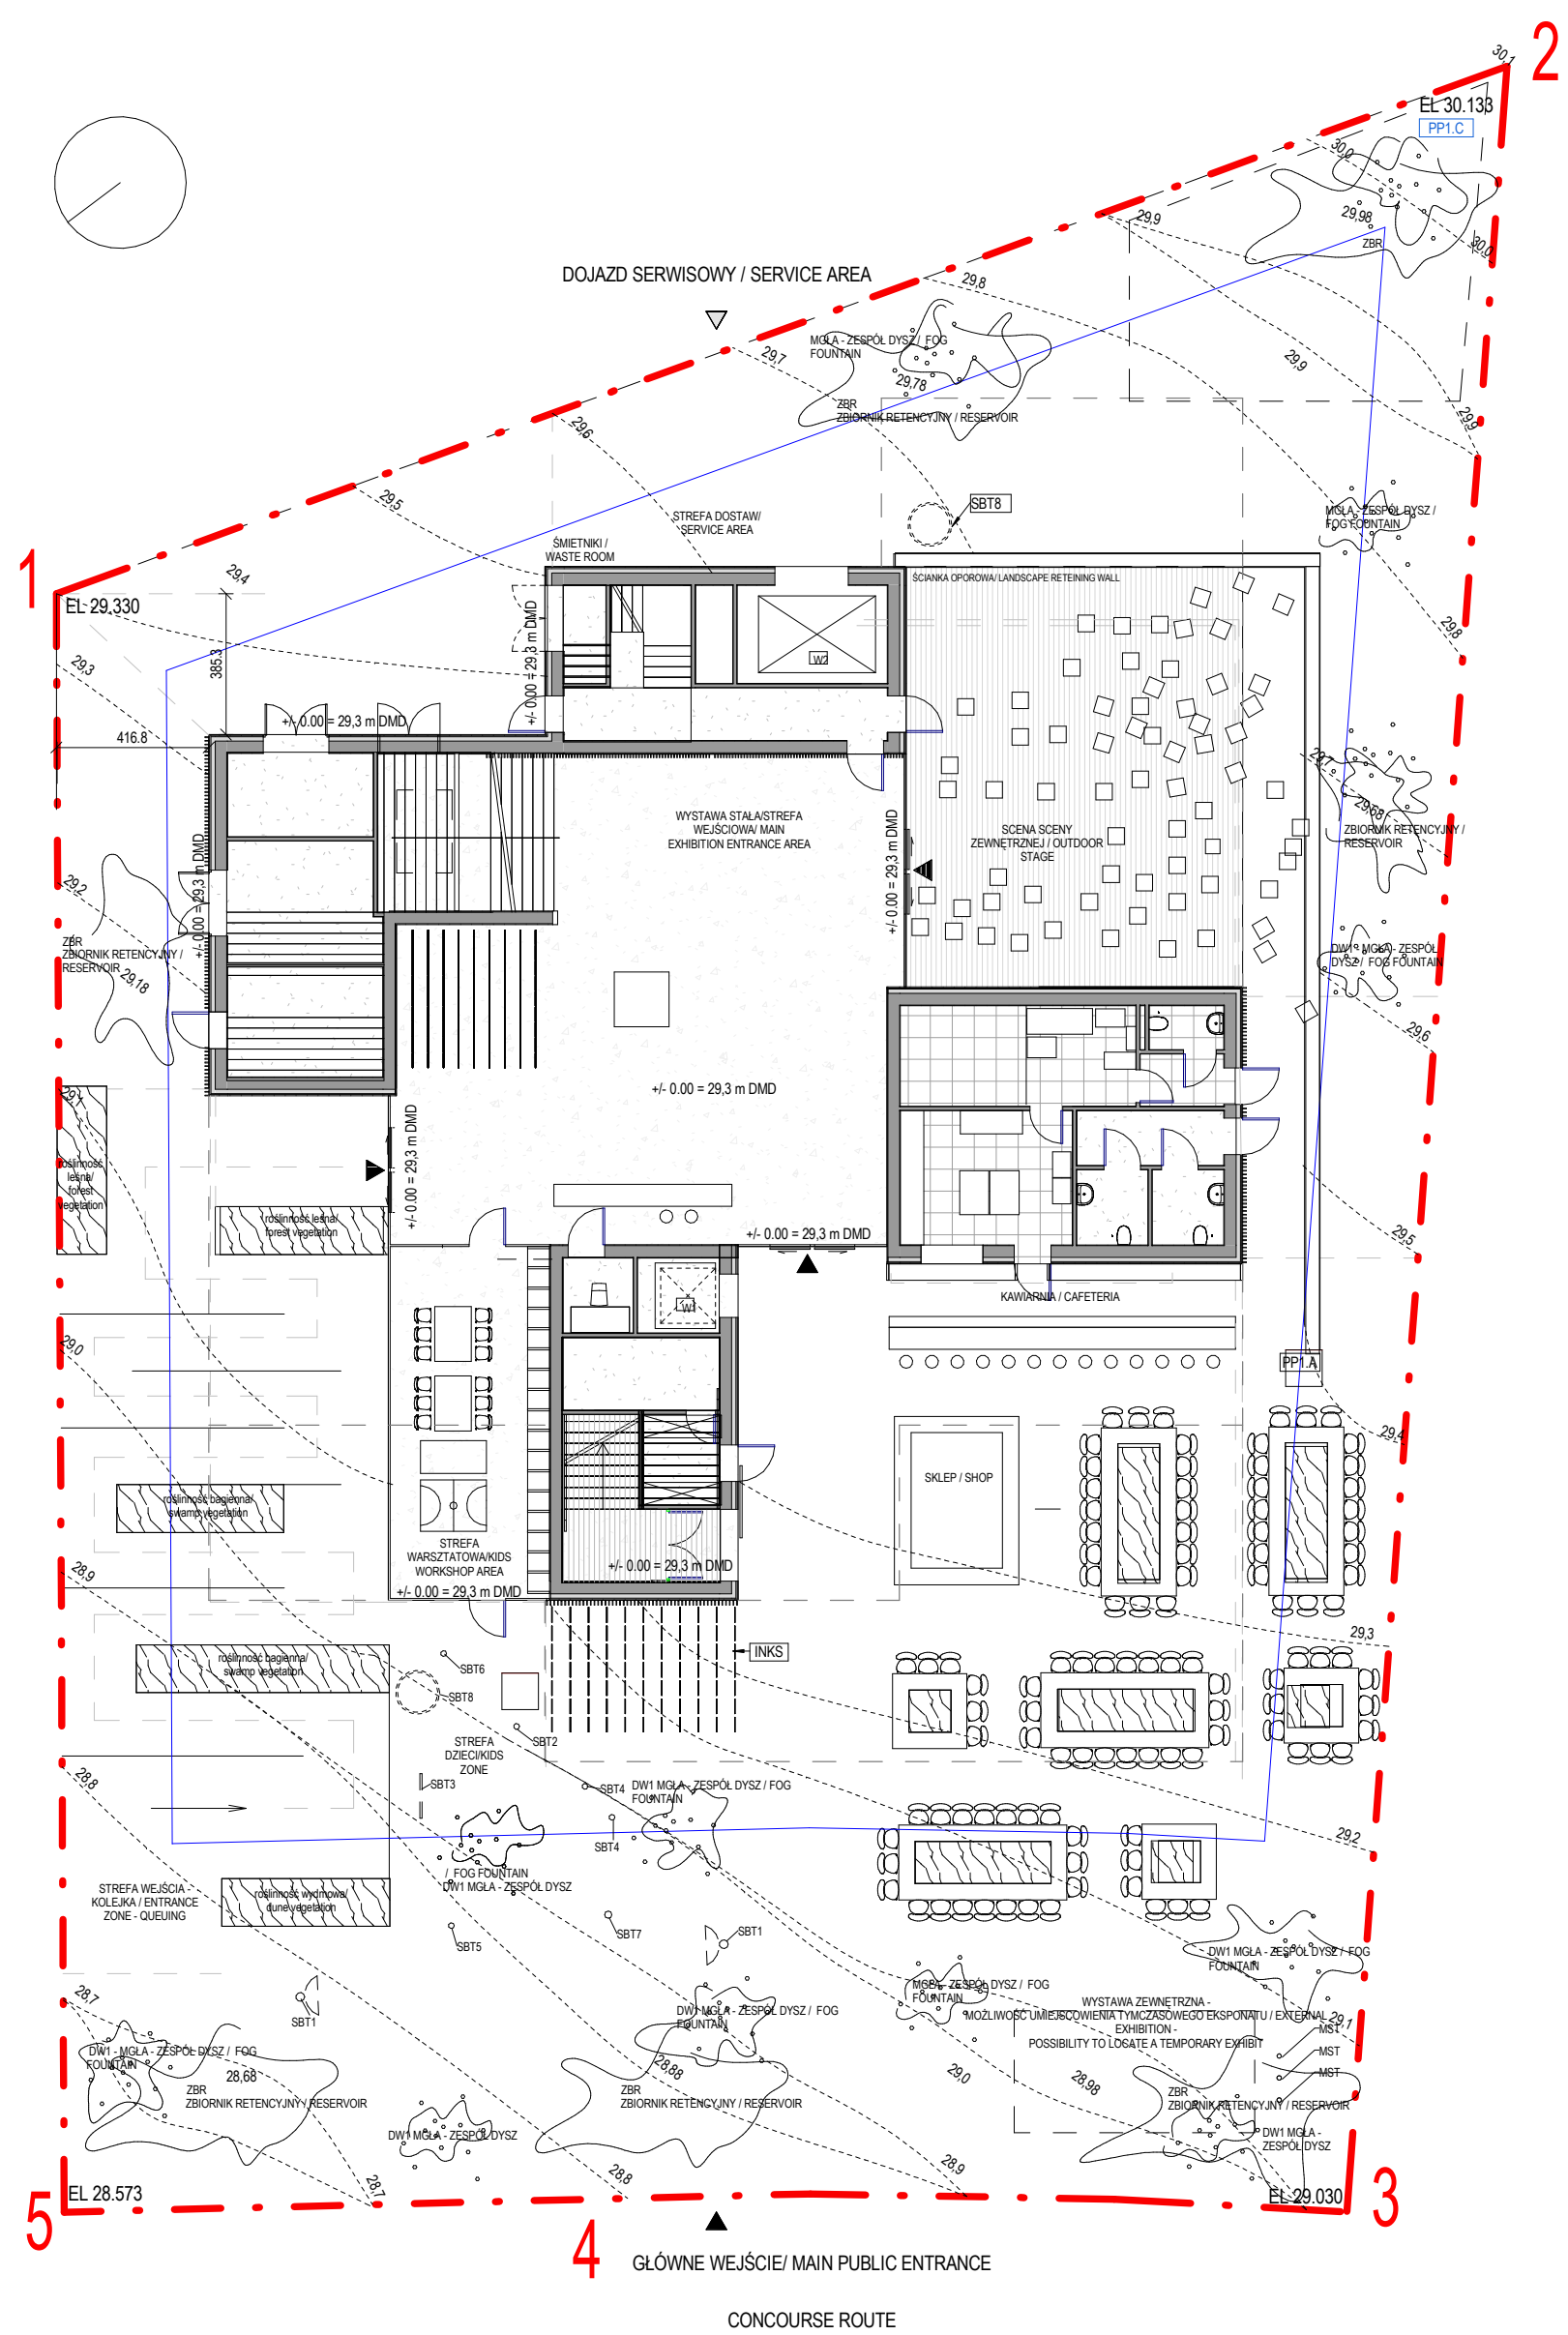 2
30,1
EL 30.133
PP1.C
30,0
29,98
ZBR
30,0
29,9
DOJAZD SERWISOWY / SERVICE AREA
29,8
29,7
MGŁA - ZESPÓŁ DYSZ / FOG
FOUNTAIN
29,78
ZBR
ZBIORNIK RETENCYJNY / RESERVOIR
29,9
29,9
29,6
29,5
STREFA DOSTAW/
SERVICE AREA
SBT8
MGŁA - ZESPÓŁ DYSZ /
FOG FOUNTAIN
ŚMIETNIKI /
WASTE ROOM
1
EL 29.330
29,4
ŚCIANKA OPOROWA/ LANDSCAPE RETEINING WALL
29,8
29,3
385.3
+/- 0.00 = 29,3 m DMD
W2
416.8
+/- 0.00 = 29,3 m DMD
29,7
29,68
WYSTAWA STAŁA/STREFA
WEJŚCIOWA/ MAIN
EXHIBITION ENTRANCE AREA
SCENA SCENY
ZEWNĘTRZNEJ / OUTDOOR
STAGE
ZBIORNIK RETENCYJNY /
RESERVOIR
+/- 0.00 = 29,3 m DMD
+/- 0.00 = 29,3 m DMD
29,2
ZBR
ZBIORNIK RETENCYJNY /
RESERVOIR
29,18
DW1 - MGŁA - ZESPÓŁ
DYSZ / FOG FOUNTAIN
29,6
+/- 0.00 = 29,3 m DMD
29,1
roślinność
leśna/
forest
vegetation
+/- 0.00 = 29,3 m DMD
roślinność leśna/
forest vegetation
+/- 0.00 = 29,3 m DMD
29,5
KAWIARNIA / CAFETERIA
W1
29,0
PP1.A
29,4
SKLEP / SHOP
roślinność bagienna/
swamp vegetation
STREFA
WARSZTATOWA/KIDS
WORKSHOP AREA
+/- 0.00 = 29,3 m DMD
+/- 0.00 = 29,3 m DMD
28,9
29,3
INKS
roślinność bagienna/
swamp vegetation
SBT6
SBT8
STREFA
DZIECI/KIDS
ZONE
SBT2
28,8
SBT3
SBT4
DW1 MGŁA - ZESPÓŁ DYSZ / FOG
FOUNTAIN
29,2
SBT4
/ FOG FOUNTAIN
DW1 MGŁA - ZESPÓŁ DYSZ
STREFA WEJŚCIA -
KOLEJKA / ENTRANCE
ZONE - QUEUING
roślinność wydmowa/
dune vegetation
SBT7
SBT1
SBT5
DW1 MGŁA - ZESPÓŁ DYSZ / FOG
FOUNTAIN
28,7
SBT1
MGŁA - ZESPÓŁ DYSZ / FOG
FOUNTAIN
DW1 MGŁA - ZESPÓŁ DYSZ / FOG
FOUNTAIN
WYSTAWA ZEWNĘTRZNA -
MOŻLIWOŚĆ UMIEJSCOWIENIA TYMCZASOWEGO EKSPONATU / EXTERNAL
EXHIBITION -
POSSIBILITY TO LOCATE A TEMPORARY EXHIBIT
29,1
MST
MST
MST
DW1 - MGŁA - ZESPÓŁ DYSZ / FOG
FOUNTAIN
28,68
ZBR
ZBIORNIK RETENCYJNY / RESERVOIR
28,88
ZBR
ZBIORNIK RETENCYJNY / RESERVOIR
29,0
28,98
ZBR
ZBIORNIK RETENCYJNY / RESERVOIR
DW1 MGŁA - ZESPÓŁ DYSZ
DW1 MGŁA -
ZESPÓŁ DYSZ
28,7
28,8
28,9
EL 28.573
EL 29.030
5
4
3
GŁÓWNE WEJŚCIE/ MAIN PUBLIC ENTRANCE
CONCOURSE ROUTE